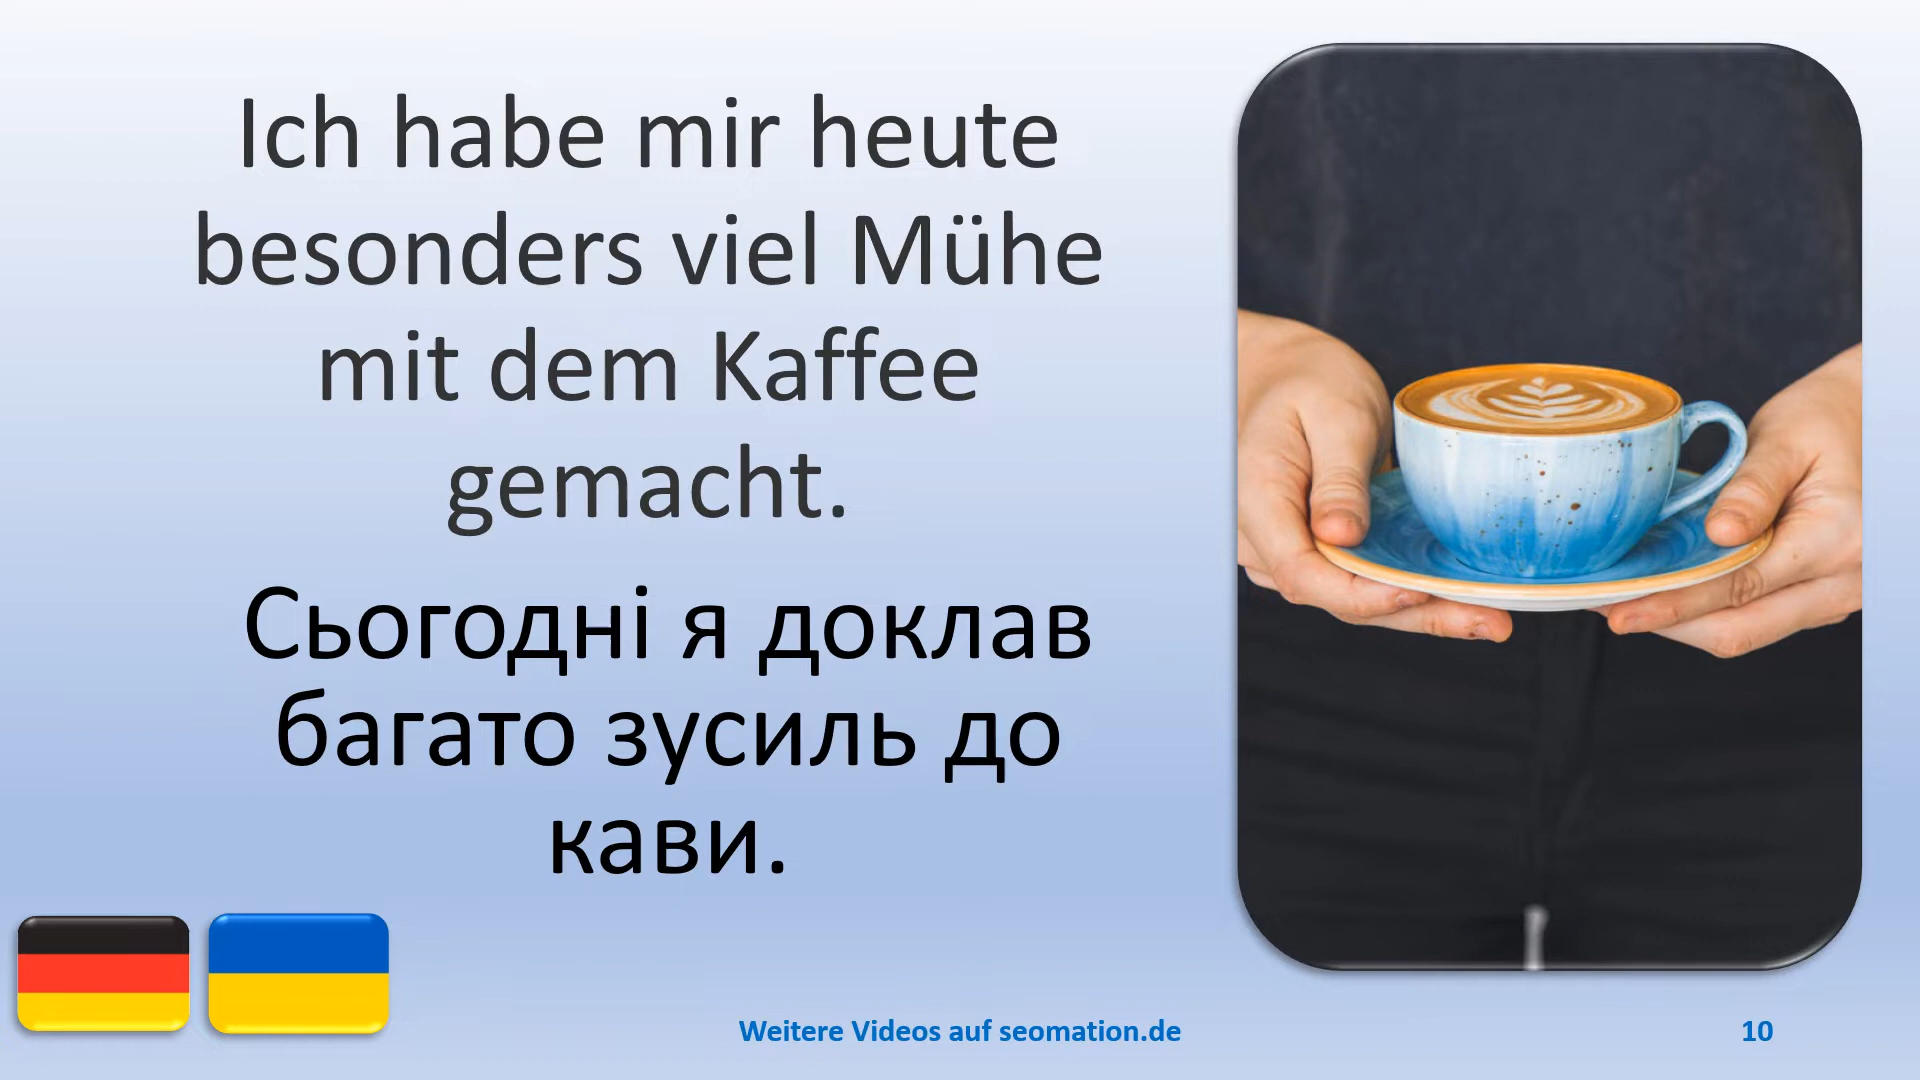 Ich habe mir heute
besonders viel Mühe
mit dem Kaffee
gemacht.
Сьогодні я доклав
багато зусиль до
кави.
Weitere Videos auf seomation.de
10